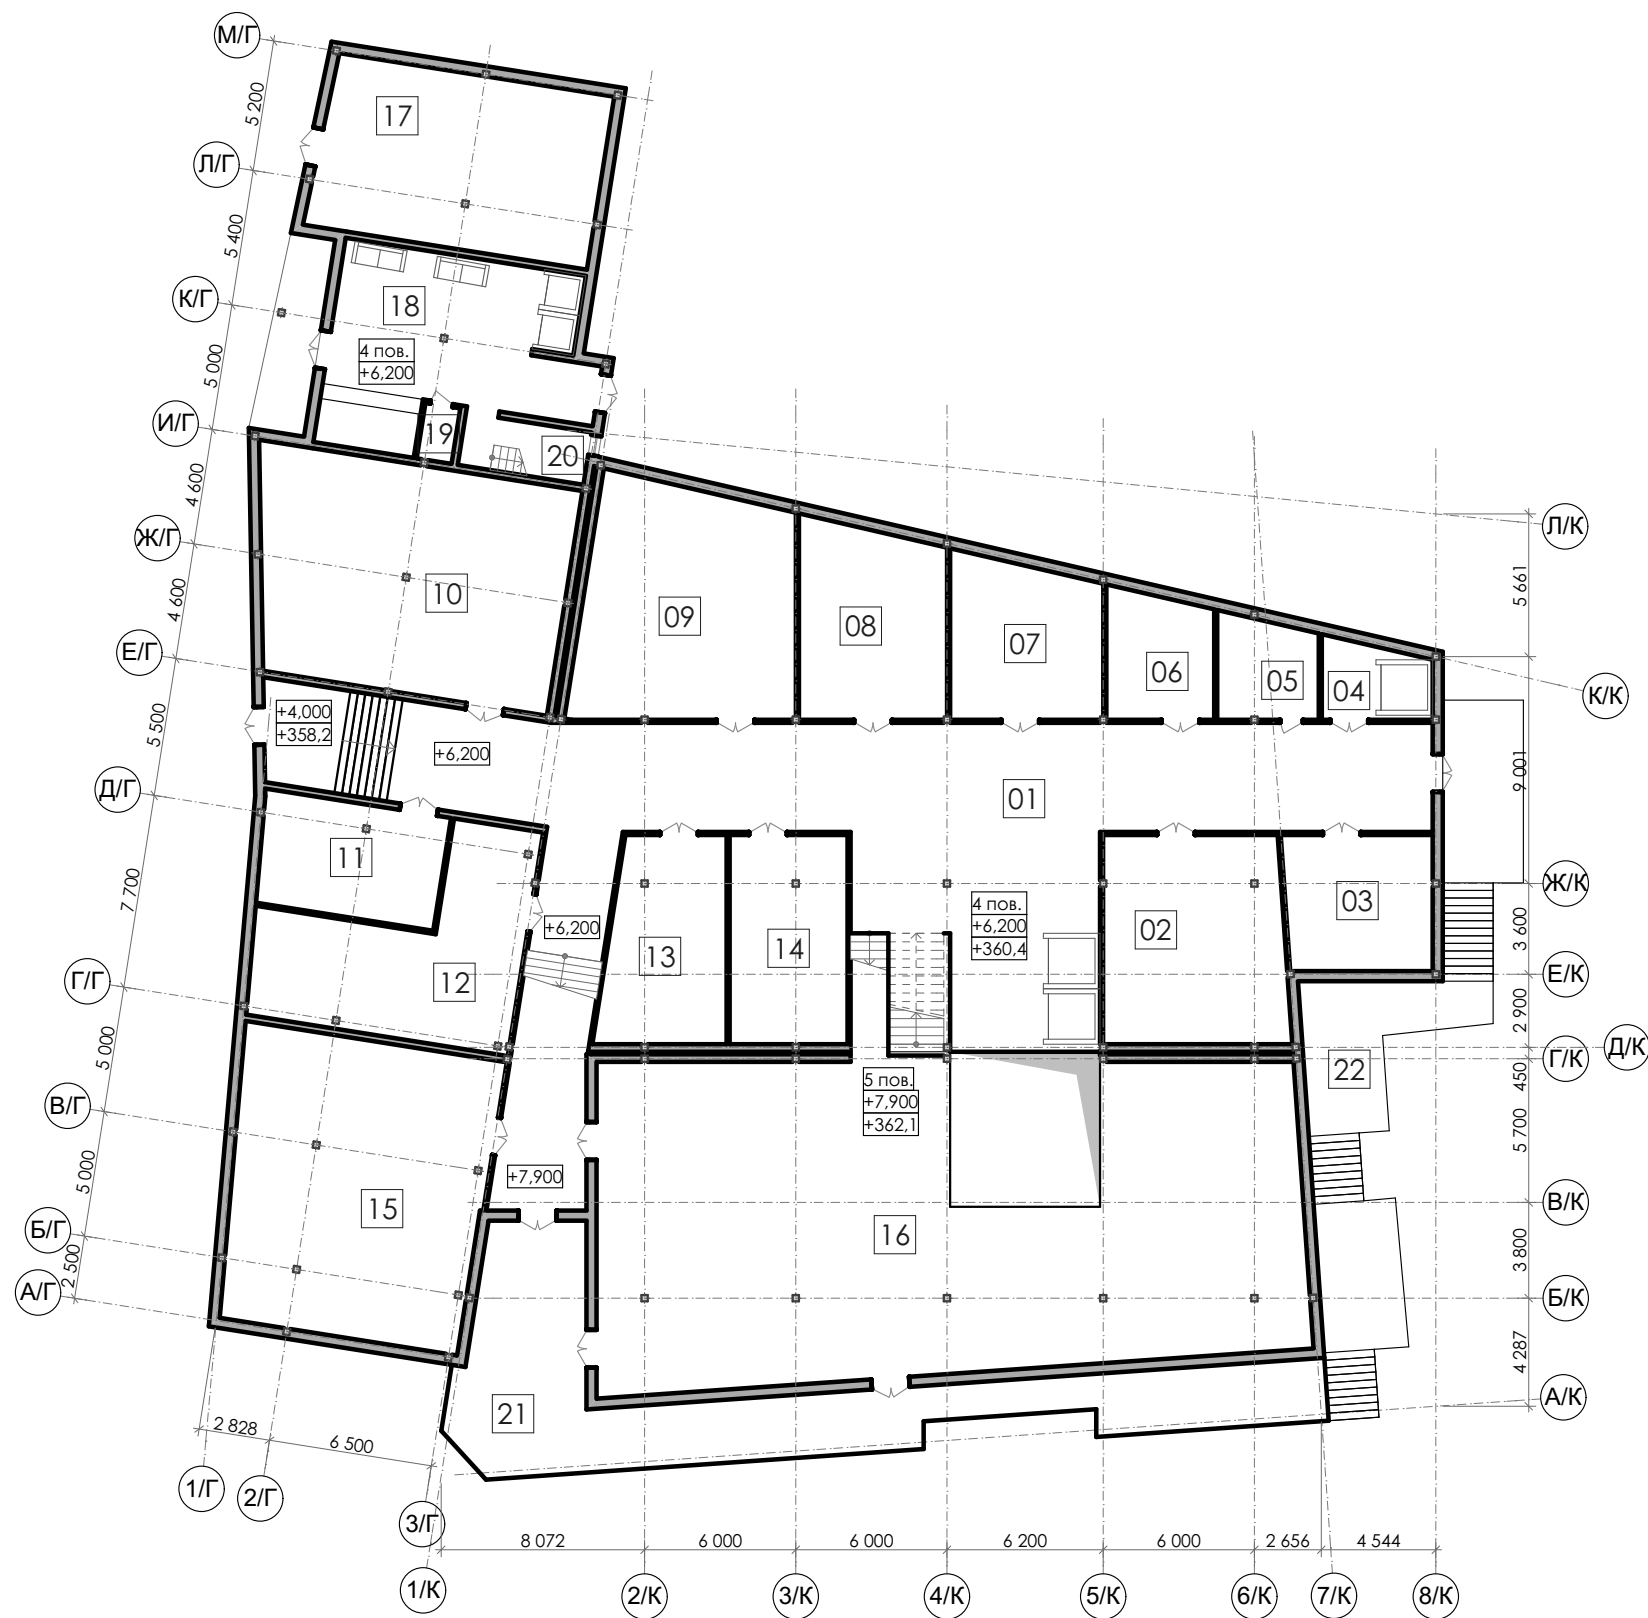 М/Г
5 200
17
Л/Г
5 400
К/Г
18
4 пов.
+6,200
5 000
И/Г
19
20
4 600
Ж/Г
Л/К
10
4 600
5 661
09
08
07
06
05
04
Е/Г
К/К
+4,000
+358,2
5 500
+6,200
9 001
Д/Г
01
11
7 700
Ж/К
03
4 пов.
+6,200
+360,4
+6,200
02
3 600
13
14
12
Г/Г
Е/К
2 900
Д/К
5 000
Г/К
22
450
5 пов.
+7,900
+362,1
В/Г
5 700
+7,900
5 000
15
В/К
16
Б/Г
3 800
2 500
А/Г
Б/К
4 287
А/К
21
2 828
6 500
1/Г
2/Г
3/Г
8 072
6 000
6 000
6 200
6 000
2 656
4 544
1/К
2/К
3/К
4/К
5/К
6/К
7/К
8/К